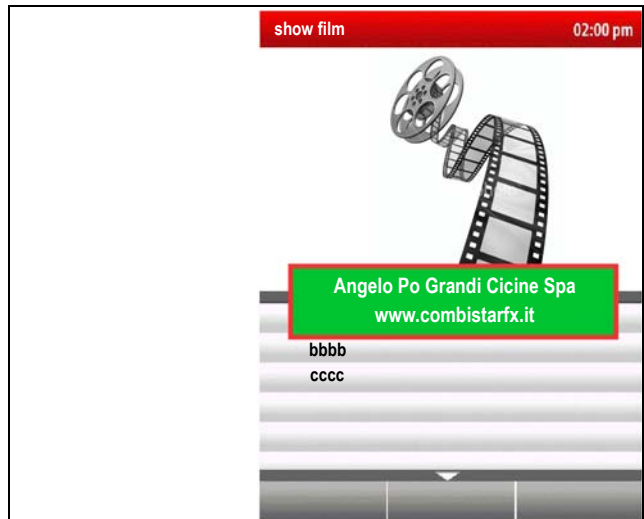 show film
02:00 pm
Angelo Po Grandi Cicine Spa
www.combistarfx.it
bbbb
cccc